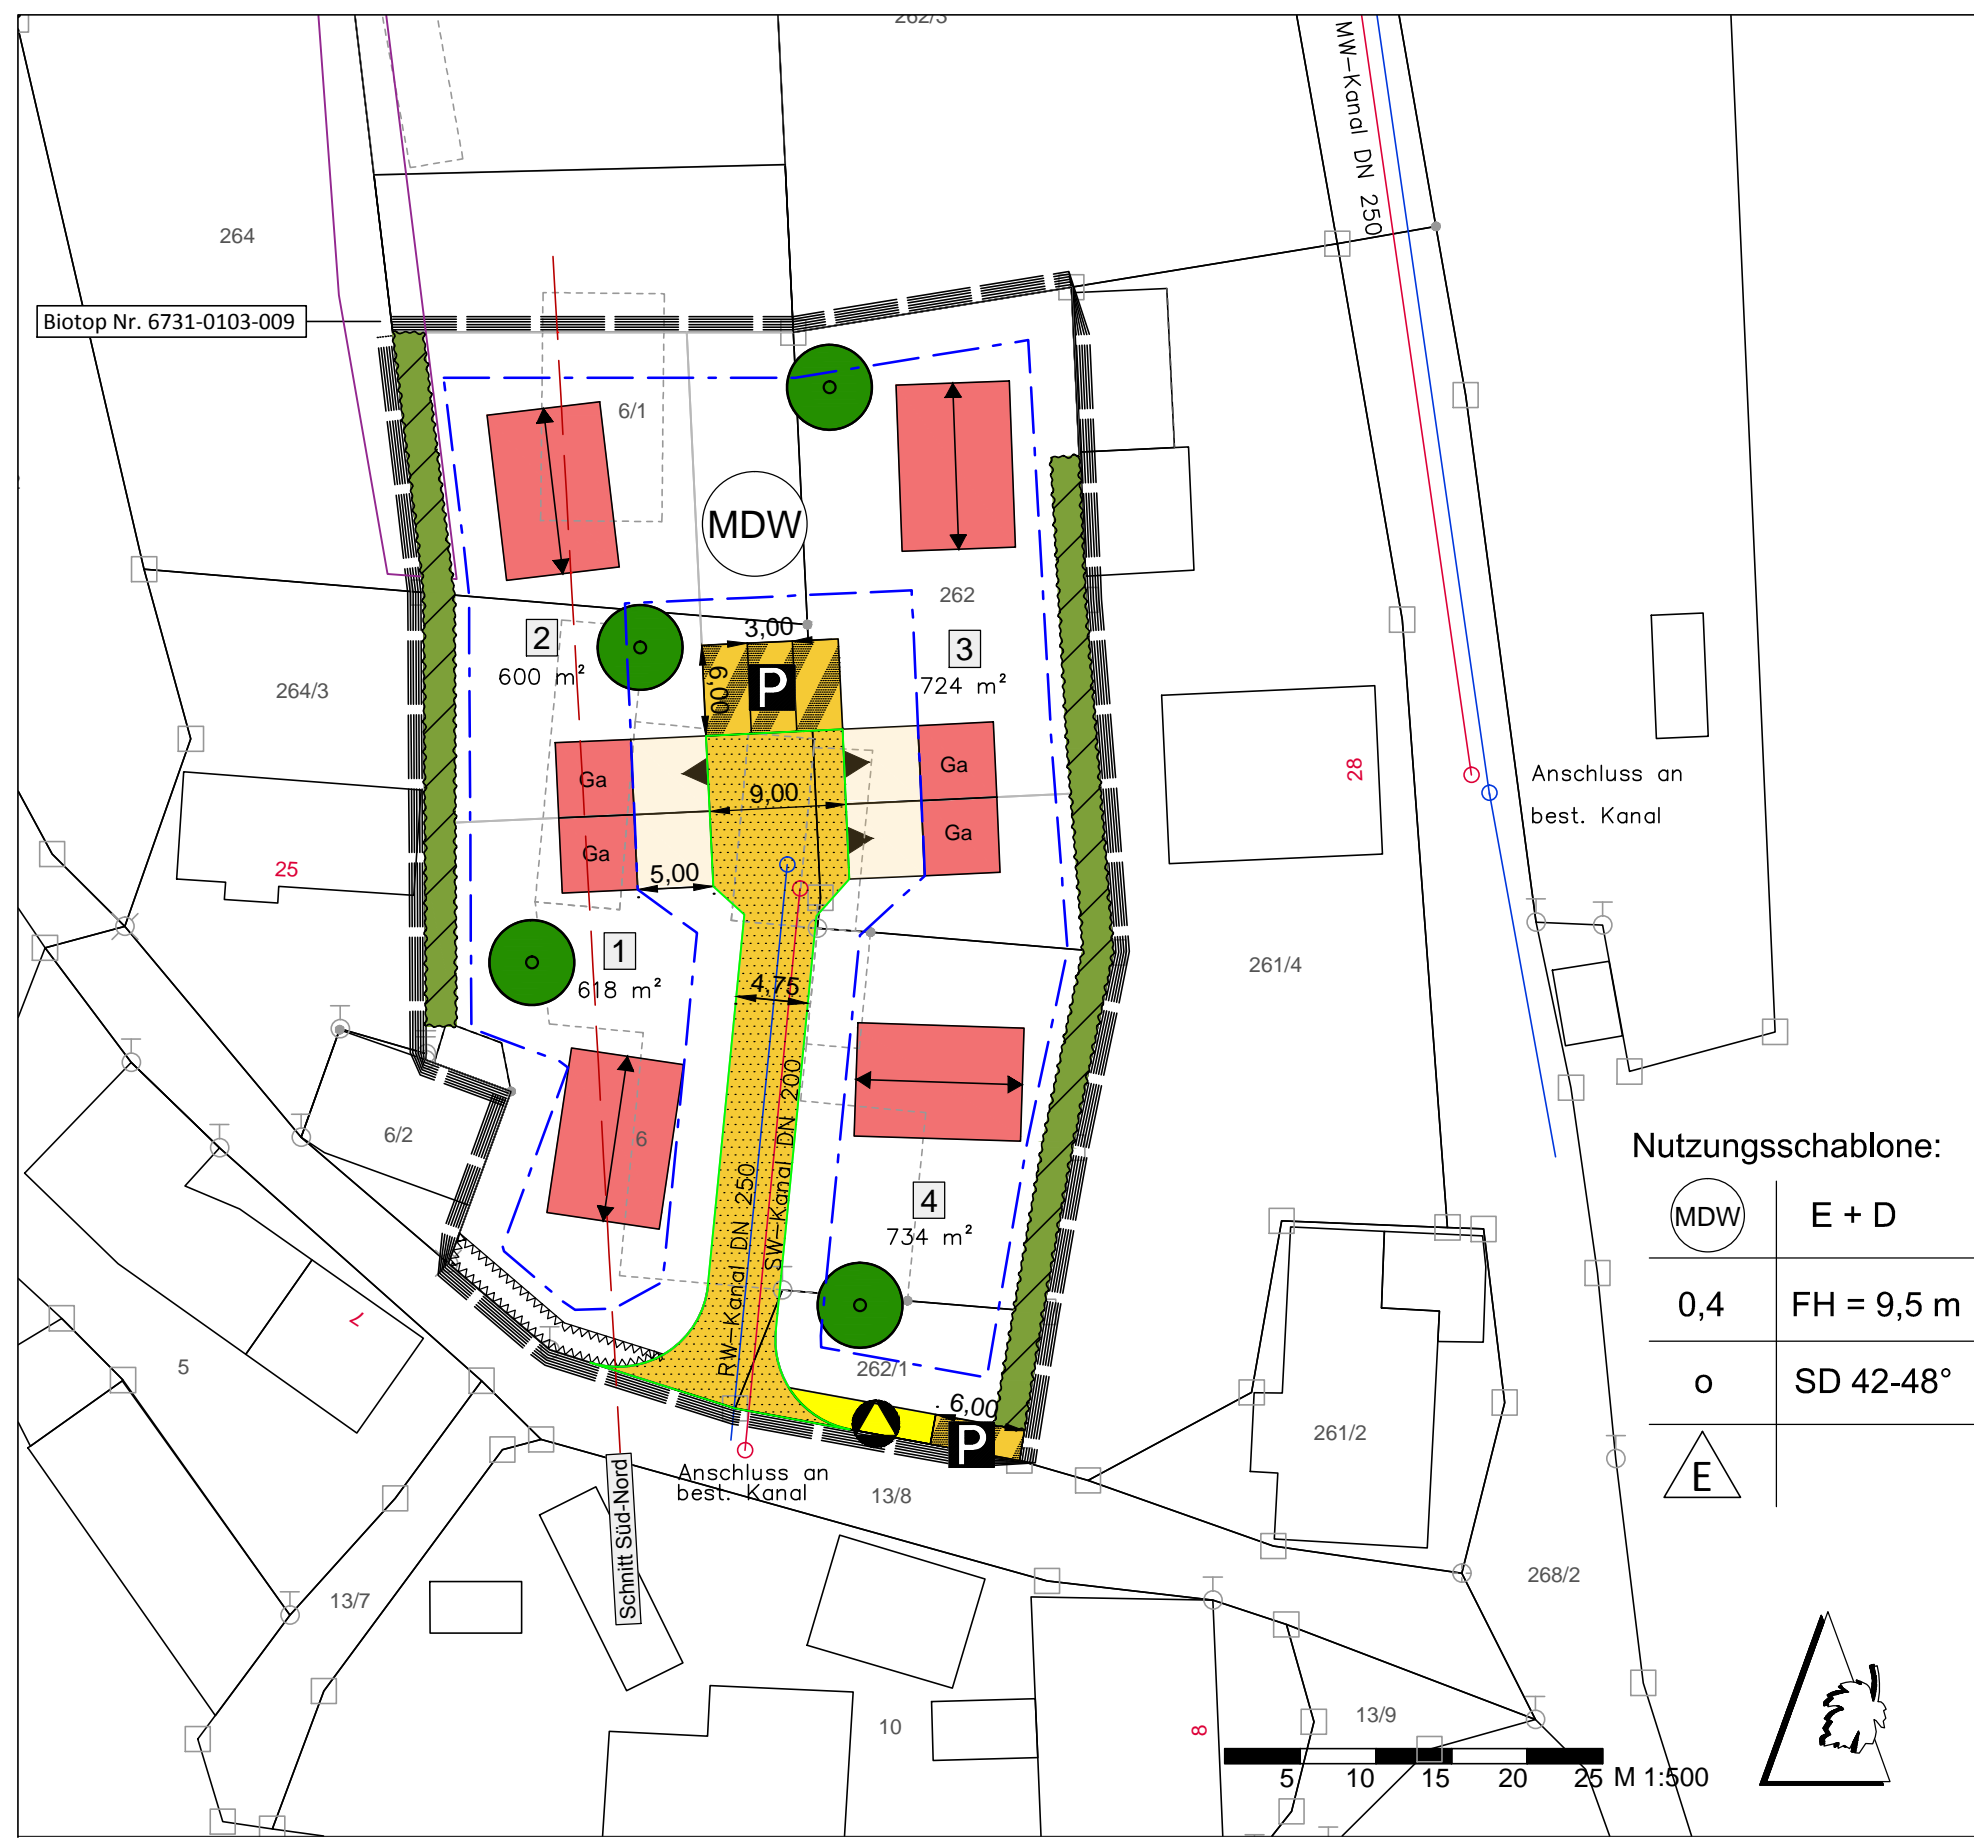 262/3
MW-Kanal DN 250
264
Biotop Nr. 6731-0103-009
6/1
MDW
262
2
600 m²
3,00
6,00
P
3
724 m²
264/3
Ga
Ga
9,00
Ga
Ga
28
Anschluss an
best. Kanal
25
5,00
1
618 m²
4,75
261/4
6/2
6
RW-Kanal DN 250
SW-Kanal DN 200
4
734 m²
Nutzungsschablone:
MDW
E + D
0,4
FH = 9,5 m
o
SD 42-48°
E
7
5
262/1
6,00
P
261/2
Anschluss an
best. Kanal
13/8
Schnitt Süd-Nord
13/7
268/2
10
8
13/9
5 10 15 20 25 M 1:500